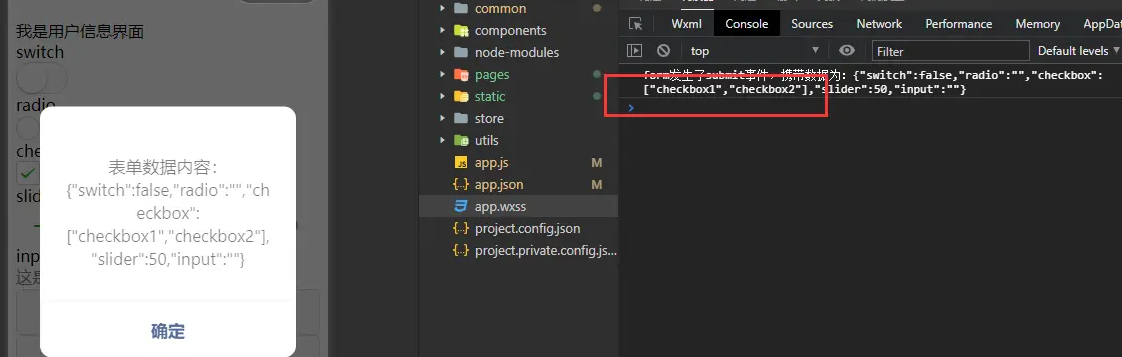 我是用户信息界面
switch
radio
che
slid
inp
这是
表单数据内容：
{"switch":false,"radio":"","ch
eckbox":
["checkbox1","checkbox2"],
"slider":50,"input":""}
确定
common
components
node-modules
pages
static
store
utils
app.js M
app.json M
app.wxss
project.config.json
project.private.config.js...
Wxml Console Sources Network Performance Memory AppData
top Filter Default levels
form发生了submit事件，携带数据为：{"switch":false,"radio":"","checkbox":
["checkbox1","checkbox2"],"slider":50,"input":""}